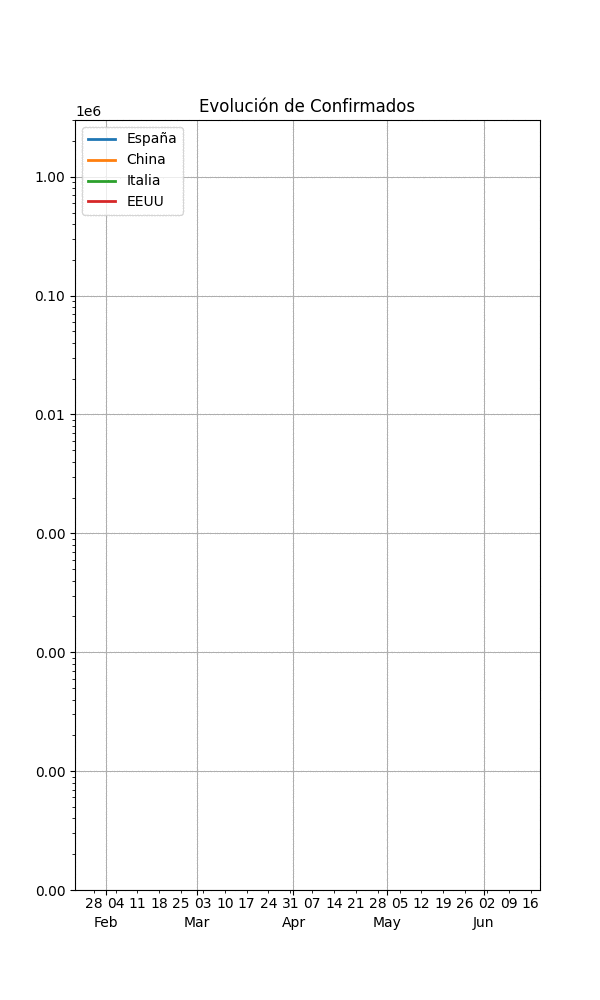 Evolución de Confirmados
1e6
España
China
Italia
EEUU
1.00
0.10
0.01
0.00
0.00
0.00
0.00
28 04 11 18 25 03 10 17 24 31 07 14 21 28 05 12 19 26 02 09 16
Feb Mar Apr May Jun